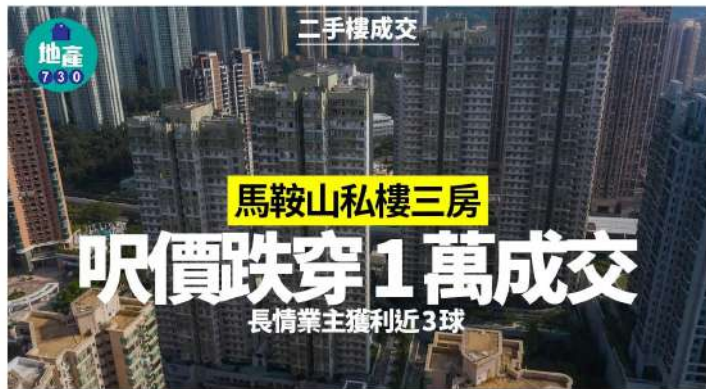 二手樓成交
地產
730
馬鞍山私樓三房
呎價跌穿1萬成交
長情業主獲利近3球